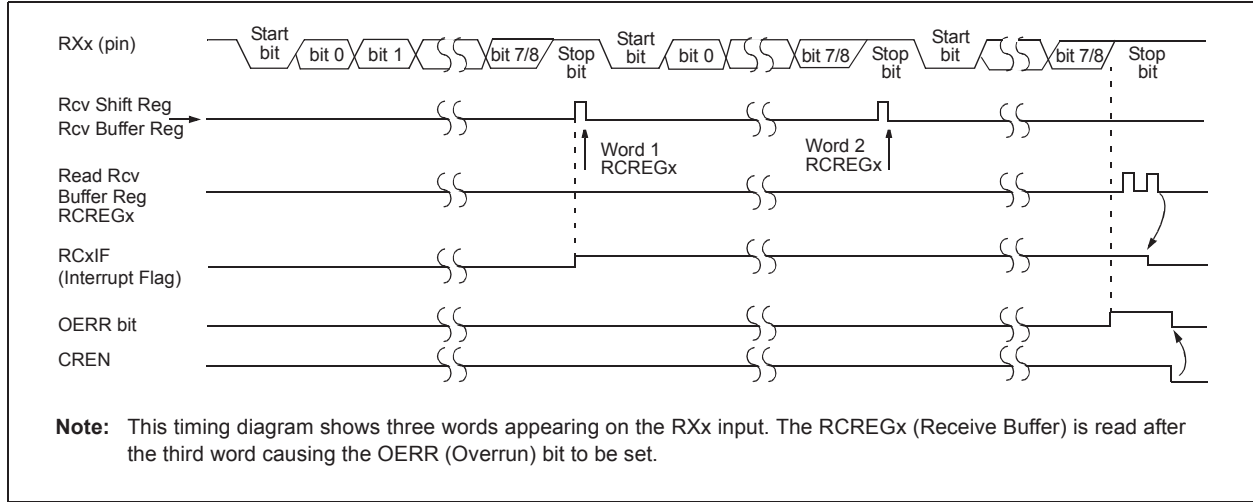 RXx (pin)
Start bit
bit 0
bit 1
bit 7/8
Stop bit
Start bit
bit 0
bit 7/8
Stop bit
Start bit
bit 7/8
Stop bit
Rcv Shift Reg
Rcv Buffer Reg
Word 1
RCREGx
Word 2
RCREGx
Read Rcv
Buffer Reg
RCREGx
RCxIF
(Interrupt Flag)
OERR bit
CREN
Note: This timing diagram shows three words appearing on the RXx input. The RCREGx (Receive Buffer) is read after
the third word causing the OERR (Overrun) bit to be set.